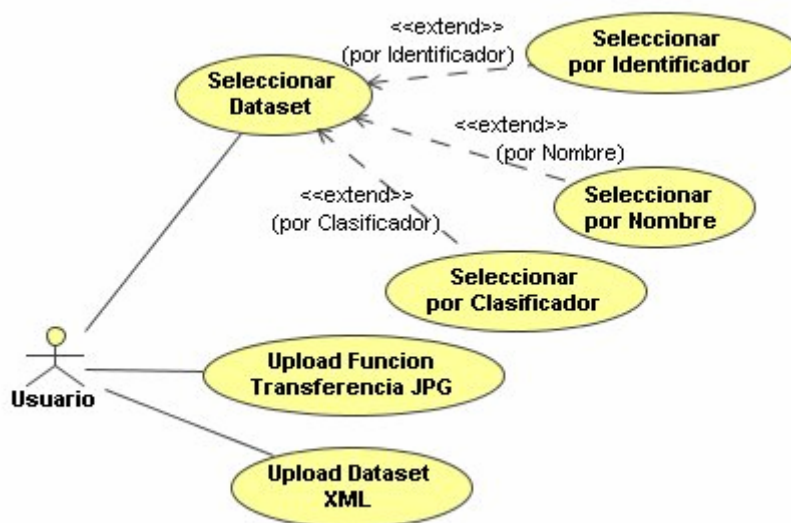 <<extend>>
(por Identificador)
Seleccionar
por Identificador
Seleccionar
Dataset
<<extend>>
(por Nombre)
Seleccionar
por Nombre
<<extend>>
(por Clasificador)
Seleccionar
por Clasificador
Usuario
Upload Funcion
Transferencia JPG
Upload Dataset
XML